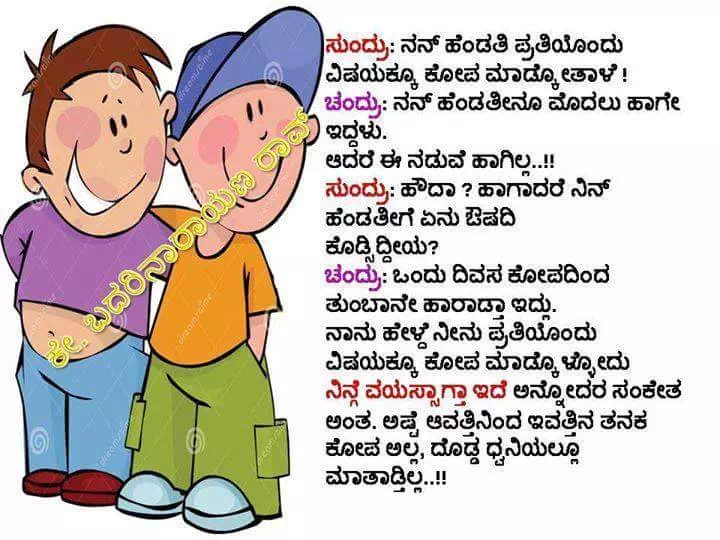 ಸುಂದ್ರು: ನನ್ ಹೆಂಡತಿ ಪ್ರತಿಯೊಂದು
ವಿಷಯಕ್ಕೂ ಕೋಪ ಮಾಡ್ಕೋತಾಳೆ !
ಚಂದ್ರು: ನನ್ ಹೆಂಡತೀನೂ ಮೊದಲು ಹಾಗೇ
ಇದ್ದಳು.
ಆದರೆ ಈ ನಡುವೆ ಹಾಗಿಲ್ಲ..!!
ಸುಂದ್ರು: ಹೌದಾ ? ಹಾಗಾದರೆ ನಿನ್
ಹೆಂಡತೀಗೆ ಏನು ಔಷದಿ
ಕೊಡ್ಸಿದ್ದೀಯ?
ಚಂದ್ರು: ಒಂದು ದಿವಸ ಕೋಪದಿಂದ
ತುಂಬಾನೇ ಹಾರಾಡ್ತಾ ಇದ್ಲು.
ನಾನು ಹೇಳ್ದೆ ನೀನು ಪ್ರತಿಯೊಂದು
ವಿಷಯಕ್ಕೂ ಕೋಪ ಮಾಡ್ಕೊಳ್ಳೋದು
ನಿನ್ಗೆ ವಯಸ್ಸಾಗ್ತಾ ಇದೆ ಅನ್ನೋದರ ಸಂಕೇತ
ಅಂತ. ಅಷ್ಟೆ ಆವತ್ತಿನಿಂದ ಇವತ್ತಿನ ತನಕ
ಕೋಪ ಅಲ್ಲ, ದೊಡ್ಡ ಧ್ವನಿಯಲ್ಲೂ
ಮಾತಾಡ್ತಿಲ್ಲ..!!
ಬದರಿನಾರಾಯಣ ರಾವ್
dreamstime